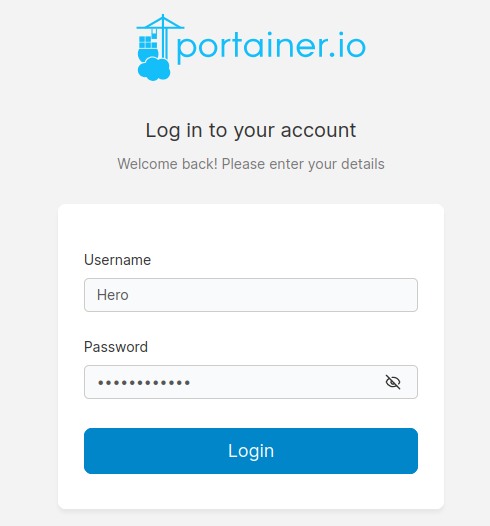 portainer.io
Log in to your account
Welcome back! Please enter your details
Username
Hero
Password
••••••••••••
Login